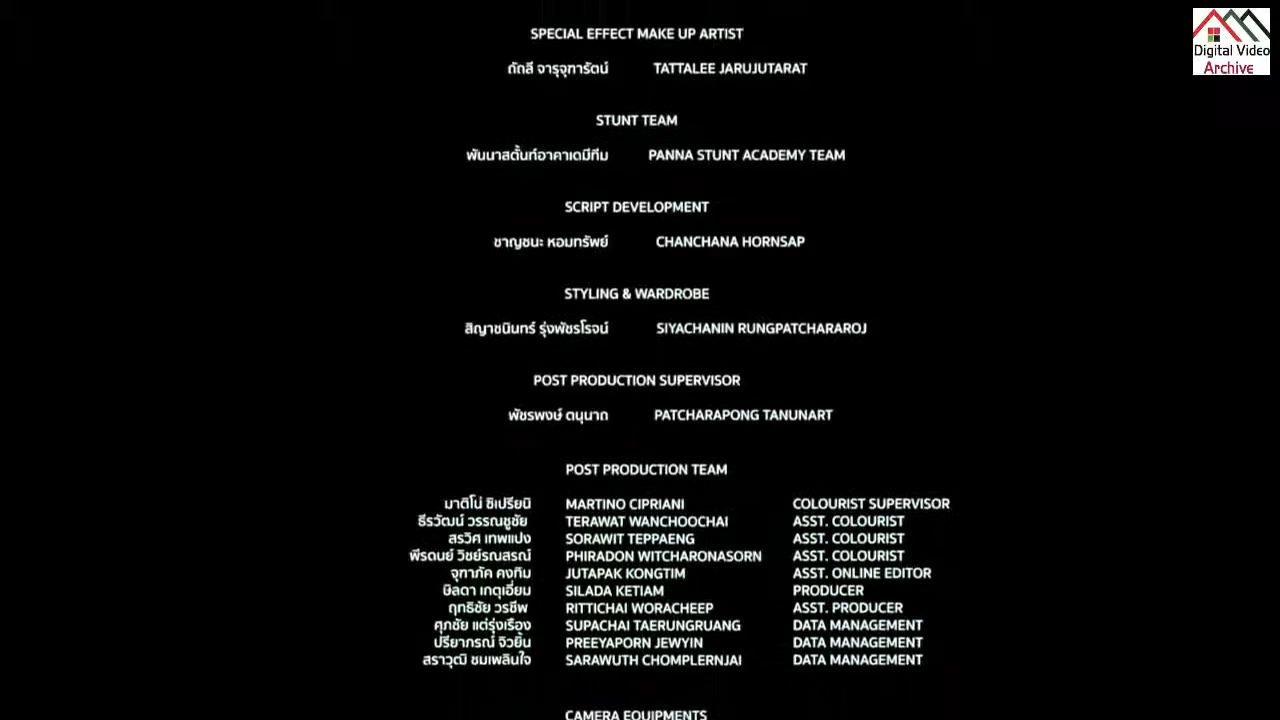 Digital Video
Archive
SPECIAL EFFECT MAKE UP ARTIST
ถัถลี จารุจุฑารัตน์ TATTALEE JARUJUTARAT
STUNT TEAM
พันนาสตั้นท์อาคาเดมีทีม PANNA STUNT ACADEMY TEAM
SCRIPT DEVELOPMENT
ชาญชนะ หอมทรัพย์ CHANCHANA HORNSAP
STYLING & WARDROBE
สิญาชนินทร์ รุ่งพัชรโรจน์ SIYACHANIN RUNGPATCHARAROJ
POST PRODUCTION SUPERVISOR
พัชรพงษ์ ตนุนาถ PATCHARAPONG TANUNART
POST PRODUCTION TEAM
มาติโน่ ซิเปรียนิ MARTINO CIPRIANI COLOURIST SUPERVISOR
ธีรวัฒน์ วรรณชูชัย TERAWAT WANCHOOCHAI ASST. COLOURIST
สรวิศ เทพแปง SORAWIT TEPPAENG ASST. COLOURIST
พีรดนย์ วิชย์รณสรณ์ PHIRADON WITCHARONASORN ASST. COLOURIST
จุฑาภัค คงทิม JUTAPAK KONGTIM ASST. ONLINE EDITOR
ษิลดา เกตุเอี่ยม SILADA KETIAM PRODUCER
ฤทธิชัย วรชีพ RITTICHAI WORACHEEP ASST. PRODUCER
ศุภชัย แต่รุ่งเรือง SUPACHAI TAERUNGRUANG DATA MANAGEMENT
ปรียาภรณ์ จิวยิ้น PREEYAPORN JEWYIN DATA MANAGEMENT
สราวุฒิ ชมเพลินใจ SARAWUTH CHOMPLERNJAI DATA MANAGEMENT
CAMERA EQUIPMENTS